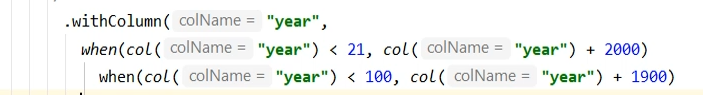 .withColumn( colName = "year",
when(col( colName = "year") < 21, col( colName = "year") + 2000)
when(col( colName = "year") < 100, col( colName = "year") + 1900)